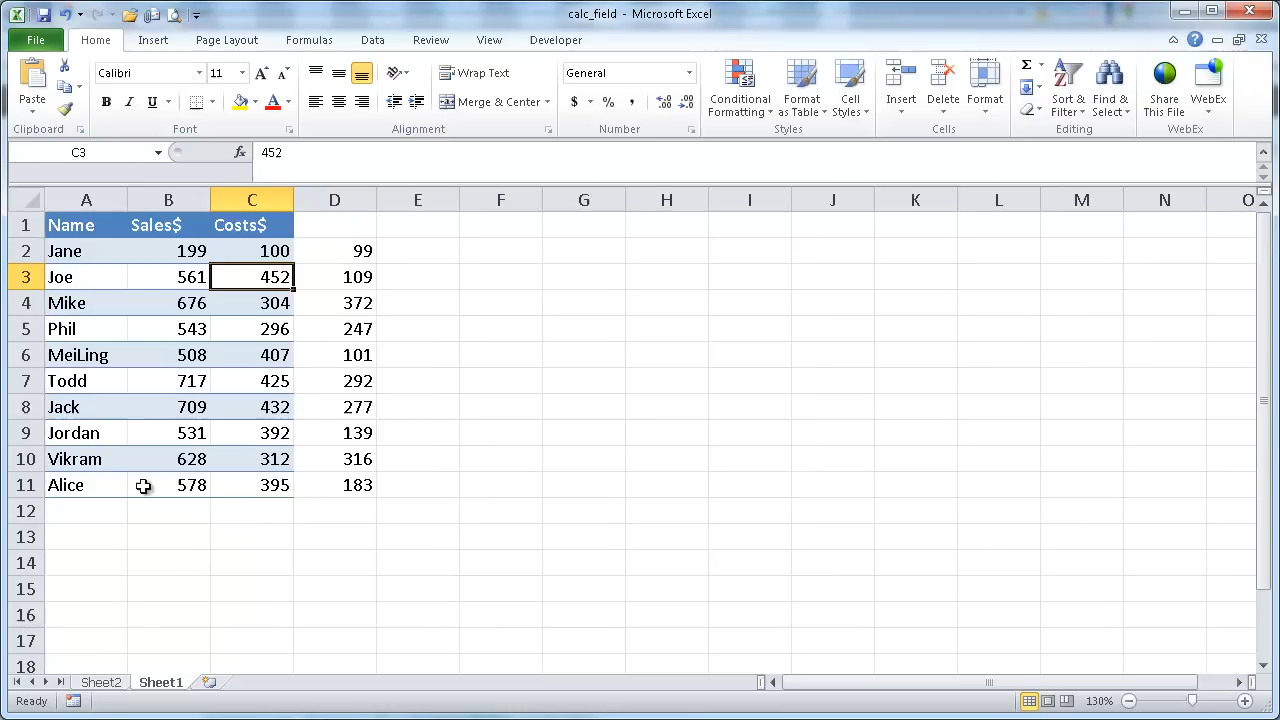 calc_field - Microsoft Excel
File Home Insert Page Layout Formulas Data Review View Developer
Calibri 11 Wrap Text General
Paste B I U Merge & Center $ % , Conditional Formatting Format as Table Cell Styles Insert Delete Format Σ Sort & Filter Find & Select Share This File WebEx
Clipboard Font Alignment Number Styles Cells Editing WebEx
C3 fx 452
A B C D E F G H I J K L M N O
1 Name Sales$ Costs$
2 Jane 199 100 99
3 Joe 561 452 109
4 Mike 676 304 372
5 Phil 543 296 247
6 MeiLing 508 407 101
7 Todd 717 425 292
8 Jack 709 432 277
9 Jordan 531 392 139
10 Vikram 628 312 316
11 Alice 578 395 183
12
13
14
15
16
17
18
Sheet2 Sheet1
Ready 130%